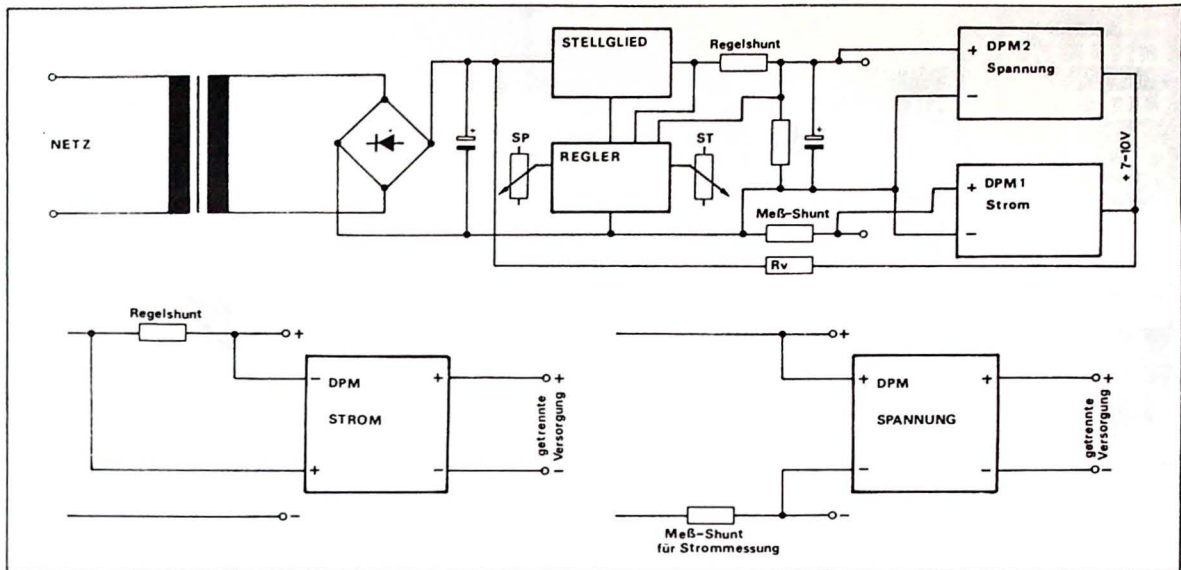 NETZ
+
STELLGLIED
Regelshunt
SP
REGLER
ST
+
Meß-Shunt
Rv
+ DPM2
Spannung
−
+ DPM1
Strom
−
+ 7-10V
Regelshunt
+
− DPM +
STROM
+ −
+
getrennte
Versorgung
−
−
+
+ DPM +
SPANNUNG
− −
+
getrennte
Versorgung
−
−
Meß-Shunt
für Strommessung